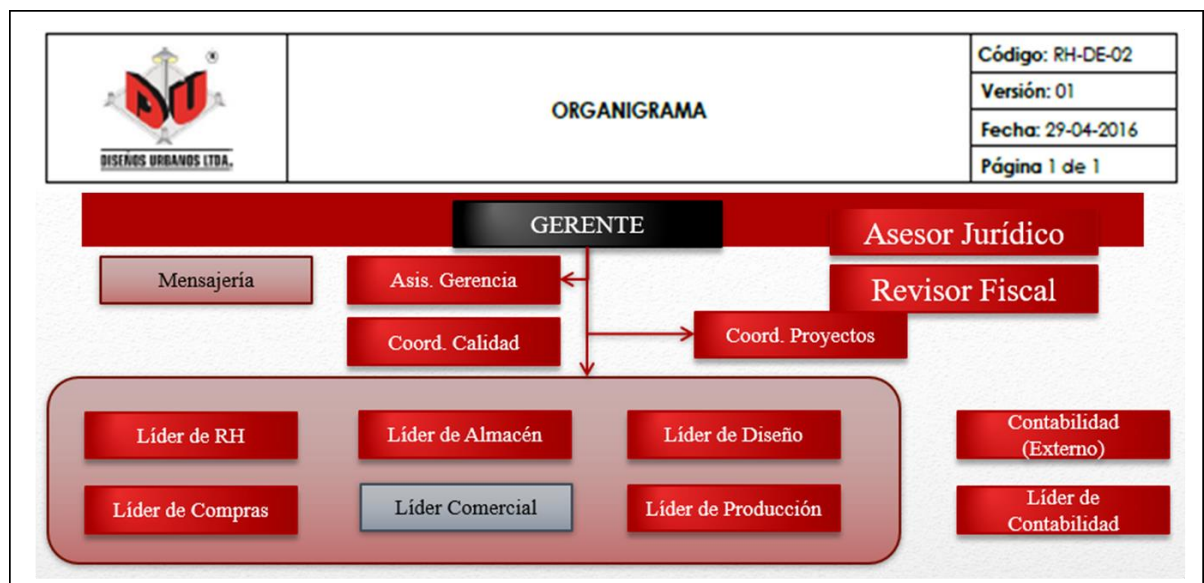 DU
®
DISEÑOS URBANOS LTDA.
ORGANIGRAMA
Código: RH-DE-02
Versión: 01
Fecha: 29-04-2016
Página 1 de 1
GERENTE
Asesor Jurídico
Mensajería
Asis. Gerencia
Revisor Fiscal
Coord. Calidad
Coord. Proyectos
Líder de RH
Líder de Almacén
Líder de Diseño
Contabilidad
(Externo)
Líder de Compras
Líder Comercial
Líder de Producción
Líder de
Contabilidad